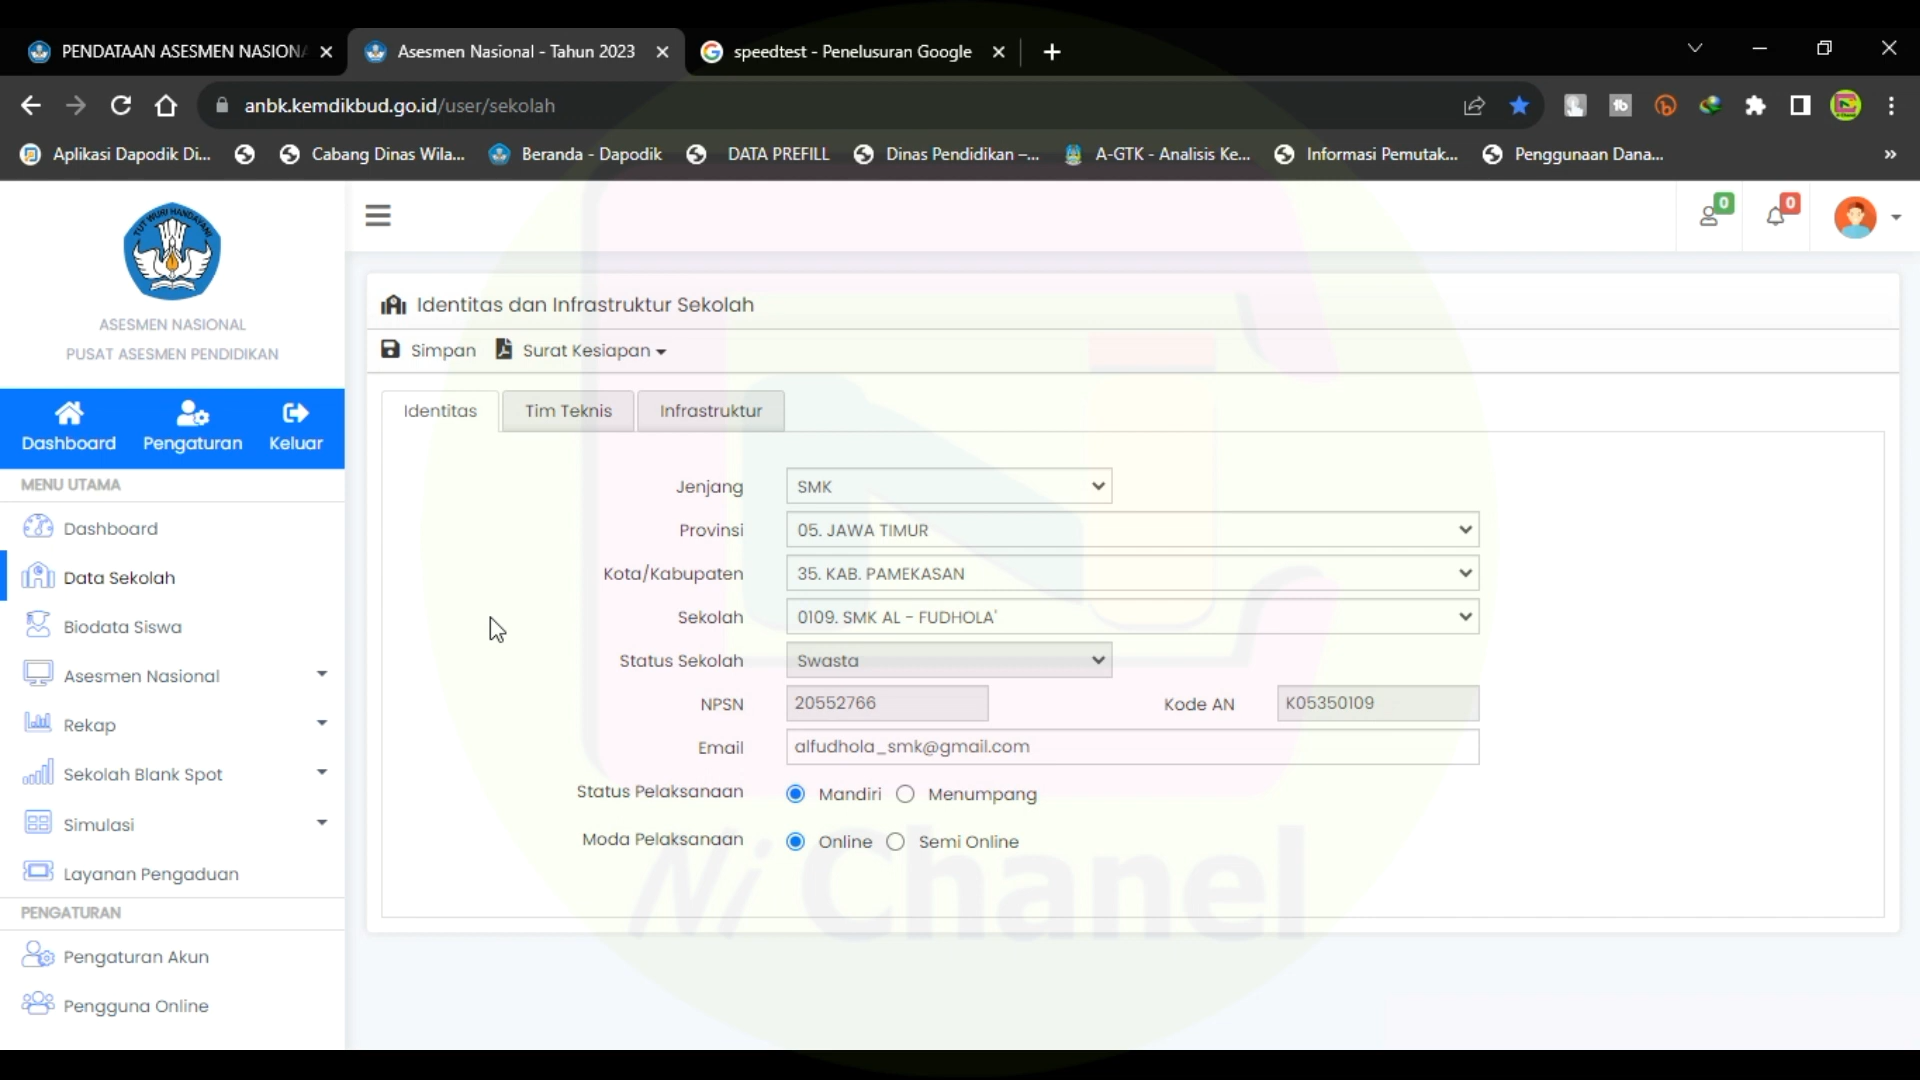 PENDATAAN ASESMEN NASION
Asesmen Nasional - Tahun 2023
speedtest - Penelusuran Google
anbk.kemdikbud.go.id/user/sekolah
Aplikasi Dapodik Di...
Cabang Dinas Wila...
Beranda - Dapodik
DATA PREFILL
Dinas Pendidikan –...
A-GTK - Analisis Ke...
Informasi Pemutak...
Penggunaan Dana...
»
TUT WURI HANDAYANI
ASESMEN NASIONAL
PUSAT ASESMEN PENDIDIKAN
Dashboard
Pengaturan
Keluar
MENU UTAMA
Dashboard
Data Sekolah
Biodata Siswa
Asesmen Nasional
Rekap
Sekolah Blank Spot
Simulasi
Layanan Pengaduan
PENGATURAN
Pengaturan Akun
Pengguna Online
0
0
Identitas dan Infrastruktur Sekolah
Simpan
Surat Kesiapan
Identitas
Tim Teknis
Infrastruktur
Jenjang SMK
Provinsi 05. JAWA TIMUR
Kota/Kabupaten 35. KAB. PAMEKASAN
Sekolah 0109. SMK AL - FUDHOLA'
Status Sekolah Swasta
NPSN 20552766 Kode AN K05350109
Email alfudhola_smk@gmail.com
Status Pelaksanaan Mandiri Menumpang
Moda Pelaksanaan Online Semi Online
Ni Chanel